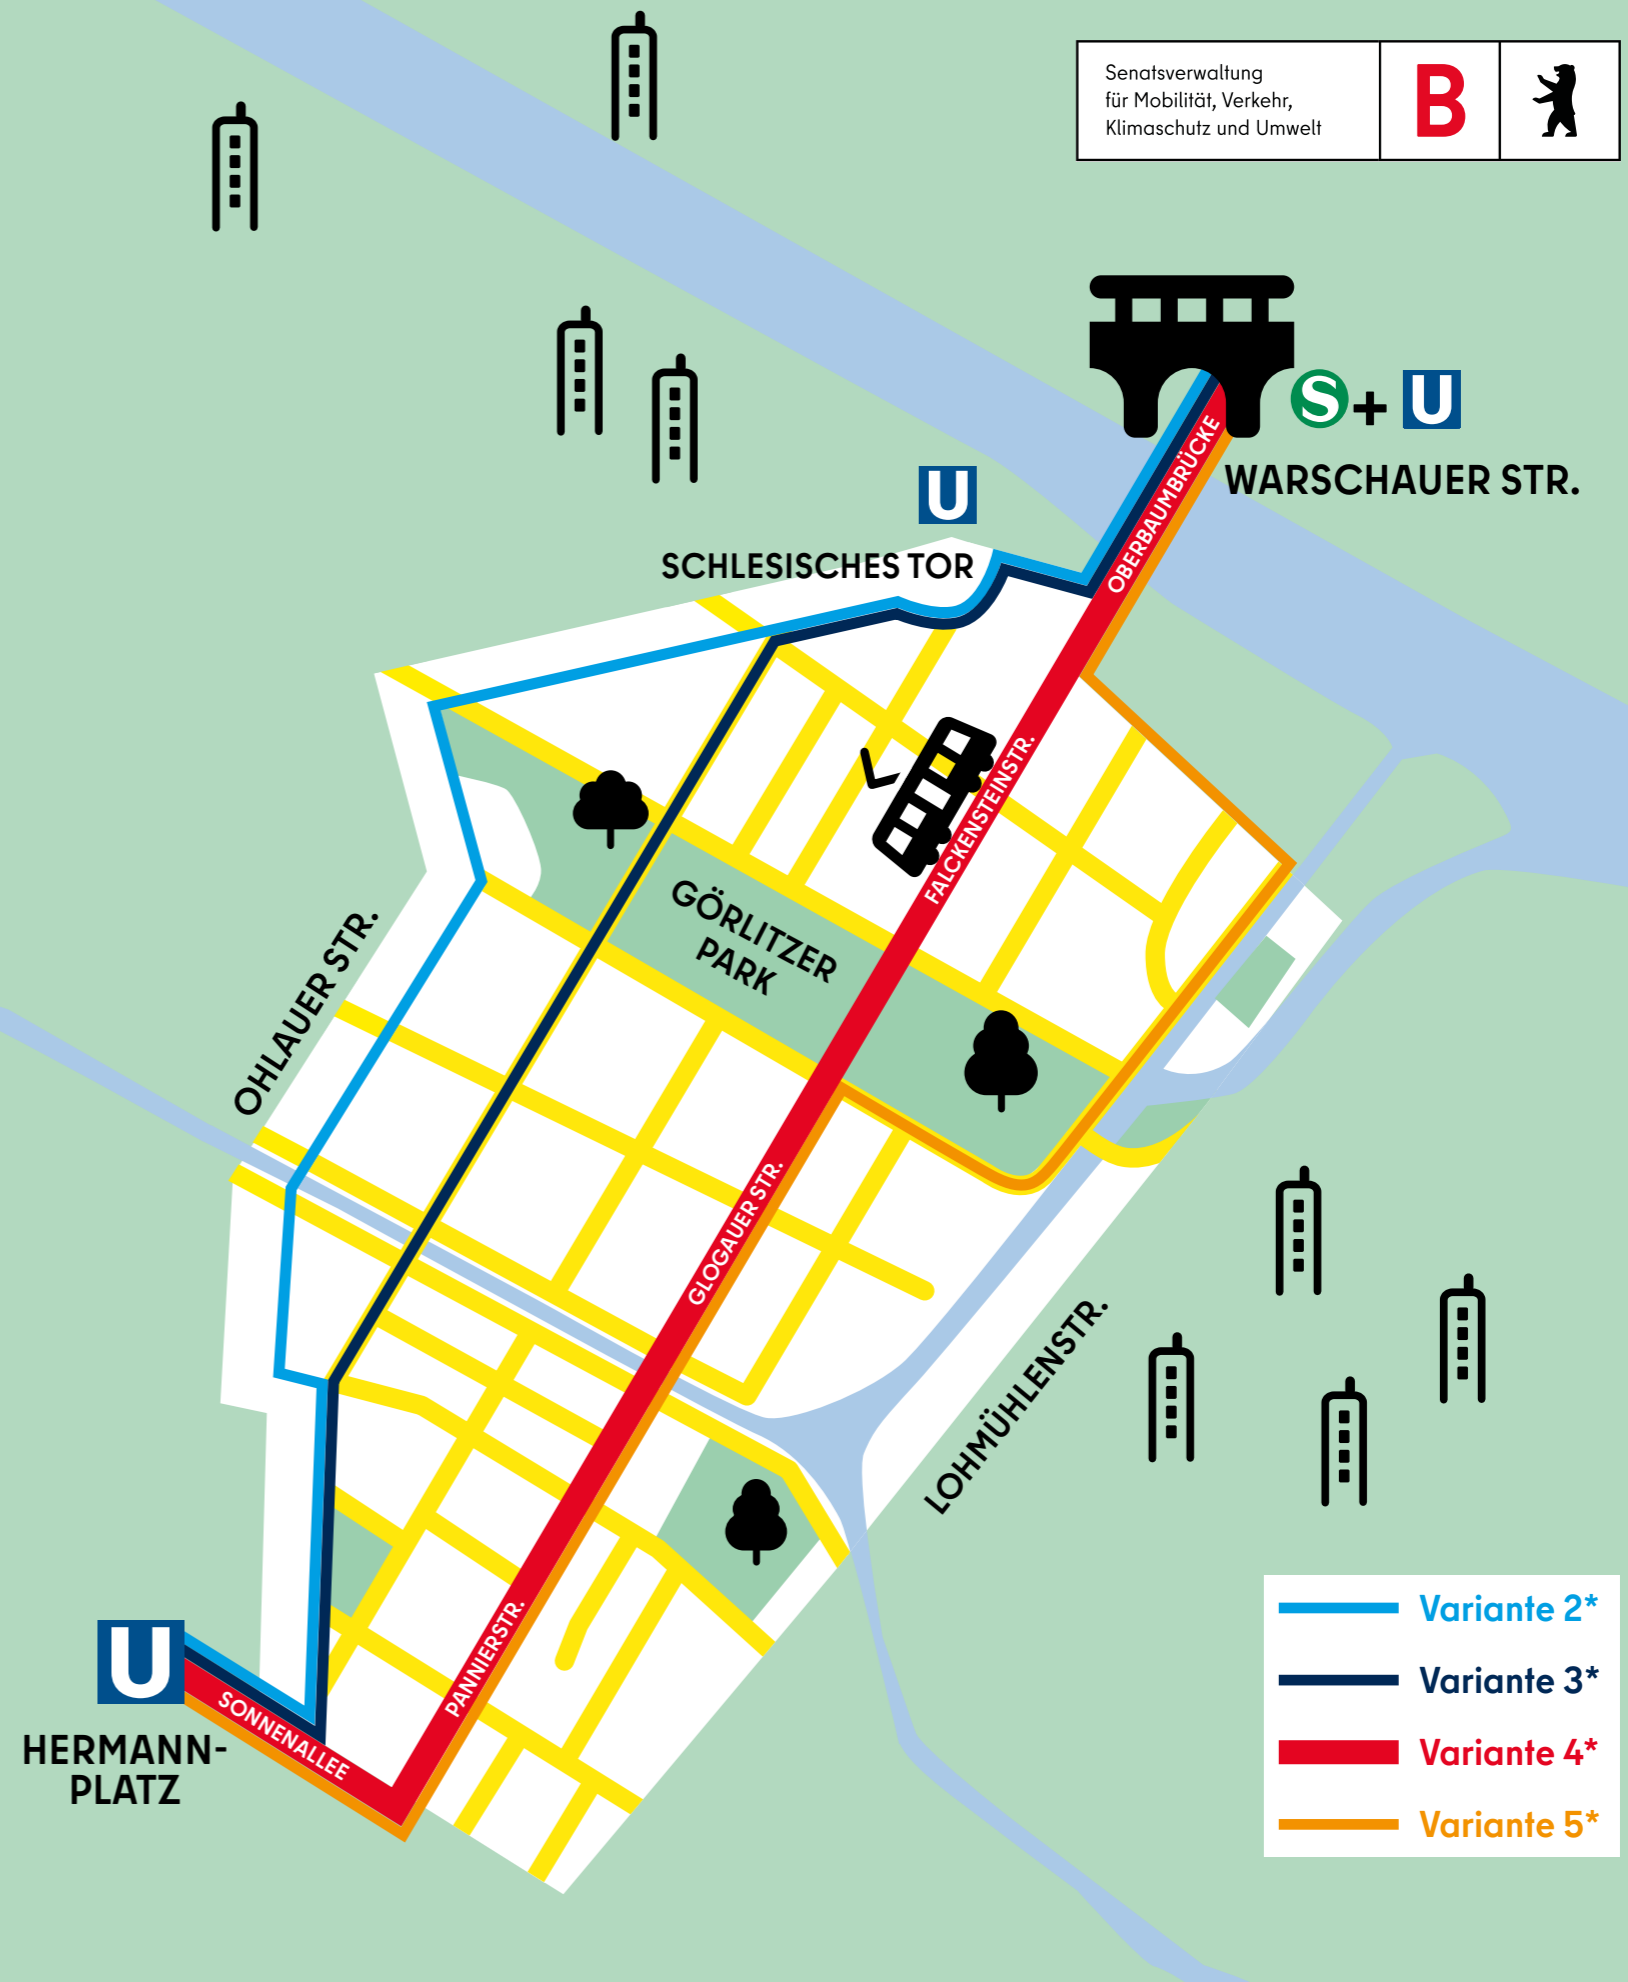 Senatsverwaltung
für Mobilität, Verkehr,
Klimaschutz und Umwelt
B
S + U
WARSCHAUER STR.
OBERBAUMBRÜCKE
U
SCHLESISCHES TOR
FALCKENSTEINSTR.
GÖRLITZER
PARK
OHLAUER STR.
GLOGAUER STR.
LOHMÜHLENSTR.
PANNIERSTR.
U
SONNENALLEE
HERMANN-
PLATZ
Variante 2*
Variante 3*
Variante 4*
Variante 5*